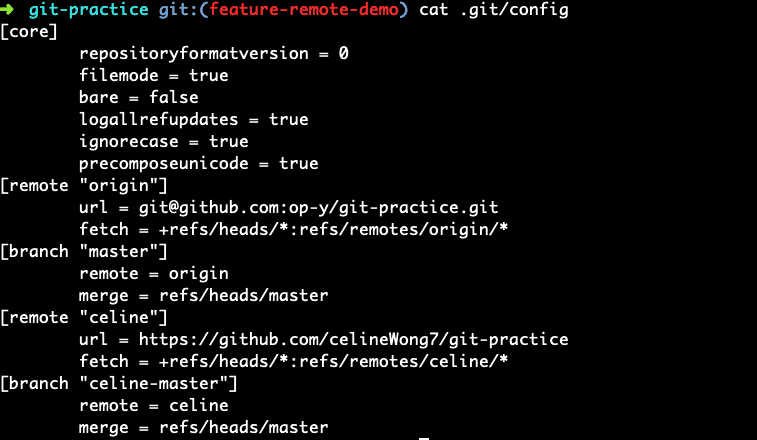 ➜ git-practice git:(feature-remote-demo) cat .git/config
[core]
        repositoryformatversion = 0
        filemode = true
        bare = false
        logallrefupdates = true
        ignorecase = true
        precomposeunicode = true
[remote "origin"]
        url = git@github.com:op-y/git-practice.git
        fetch = +refs/heads/*:refs/remotes/origin/*
[branch "master"]
        remote = origin
        merge = refs/heads/master
[remote "celine"]
        url = https://github.com/celineWong7/git-practice
        fetch = +refs/heads/*:refs/remotes/celine/*
[branch "celine-master"]
        remote = celine
        merge = refs/heads/master